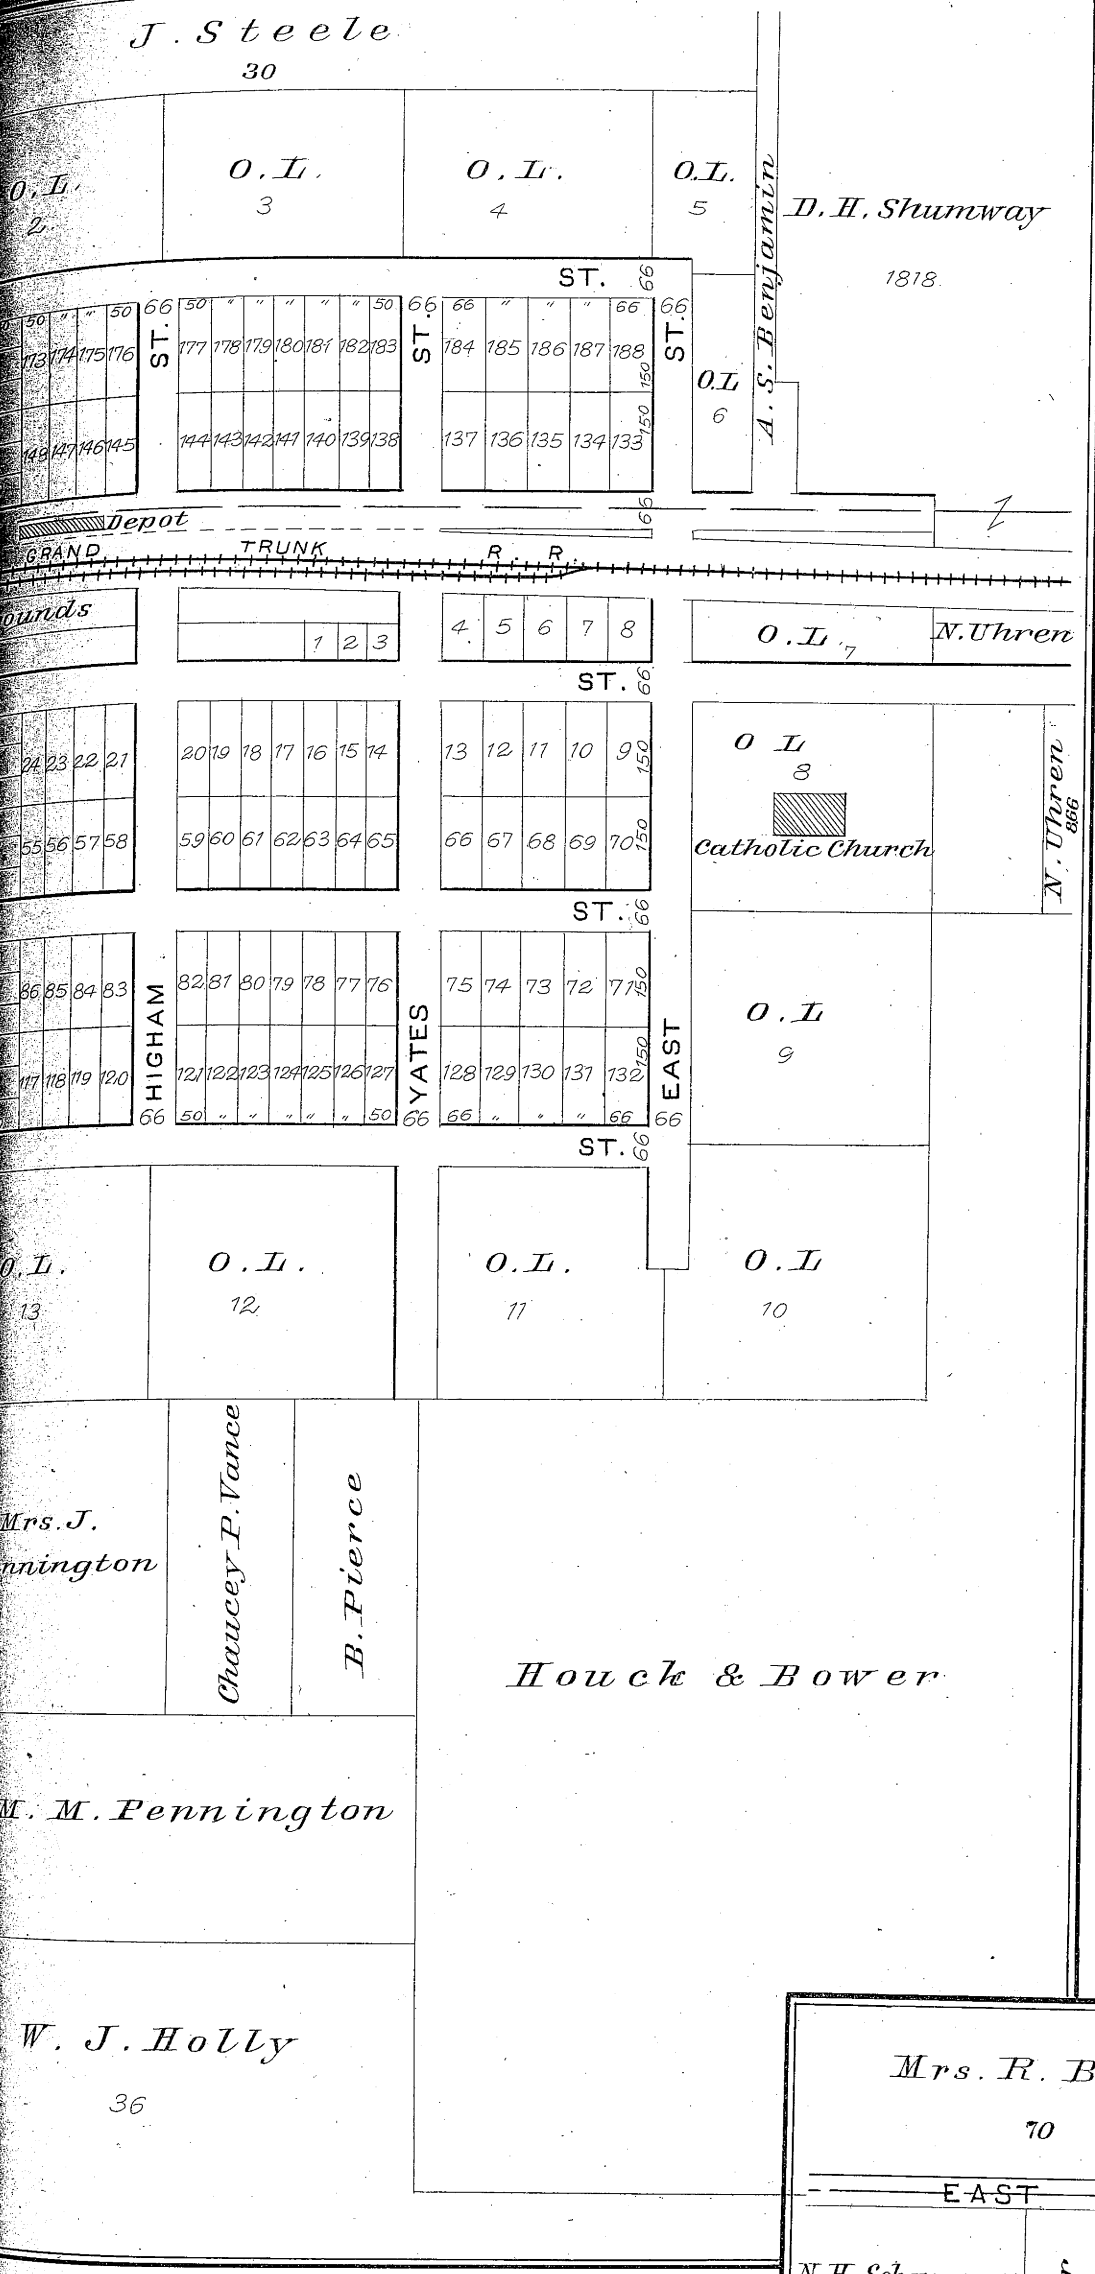 J. Steele
30
O.L.
2
O.L.
3
O.L.
4
O.L.
5
A. S. Benjamin
D. H. Shumway
1818
ST. 66
50 " " 50 66 50 " " " " " 50 66 66 " " " 66 66
173 174 175 176 ST. 177 178 179 180 181 182 183 ST. 184 185 186 187 188 150 ST.
O.L
6
148 147 146 145 144 143 142 141 140 139 138 137 136 135 134 133 150
66
Depot
GRAND TRUNK R. R.
ounds
1 2 3 4 5 6 7 8
O.L. 7
N. Uhren
ST. 66
24 23 22 21 20 19 18 17 16 15 14 13 12 11 10 9 150
O L
8
Catholic Church
N. Uhren
866
55 56 57 58 59 60 61 62 63 64 65 66 67 68 69 70 150
ST. 66
86 85 84 83 82 81 80 79 78 77 76 75 74 73 72 71 150
HIGHAM
YATES
EAST
O.L
9
117 118 119 120 121 122 123 124 125 126 127 128 129 130 131 132 150
66 50 " " " " " 50 66 66 " " " 66 66
ST. 66
O.L.
13
O.L.
12
O.L.
11
O.L
10
Mrs. J.
nnington
Chaucey P. Vance
B. Pierce
Houck & Bower
M. M. Pennington
W. J. Holly
36
Mrs. R. B
70
EAST